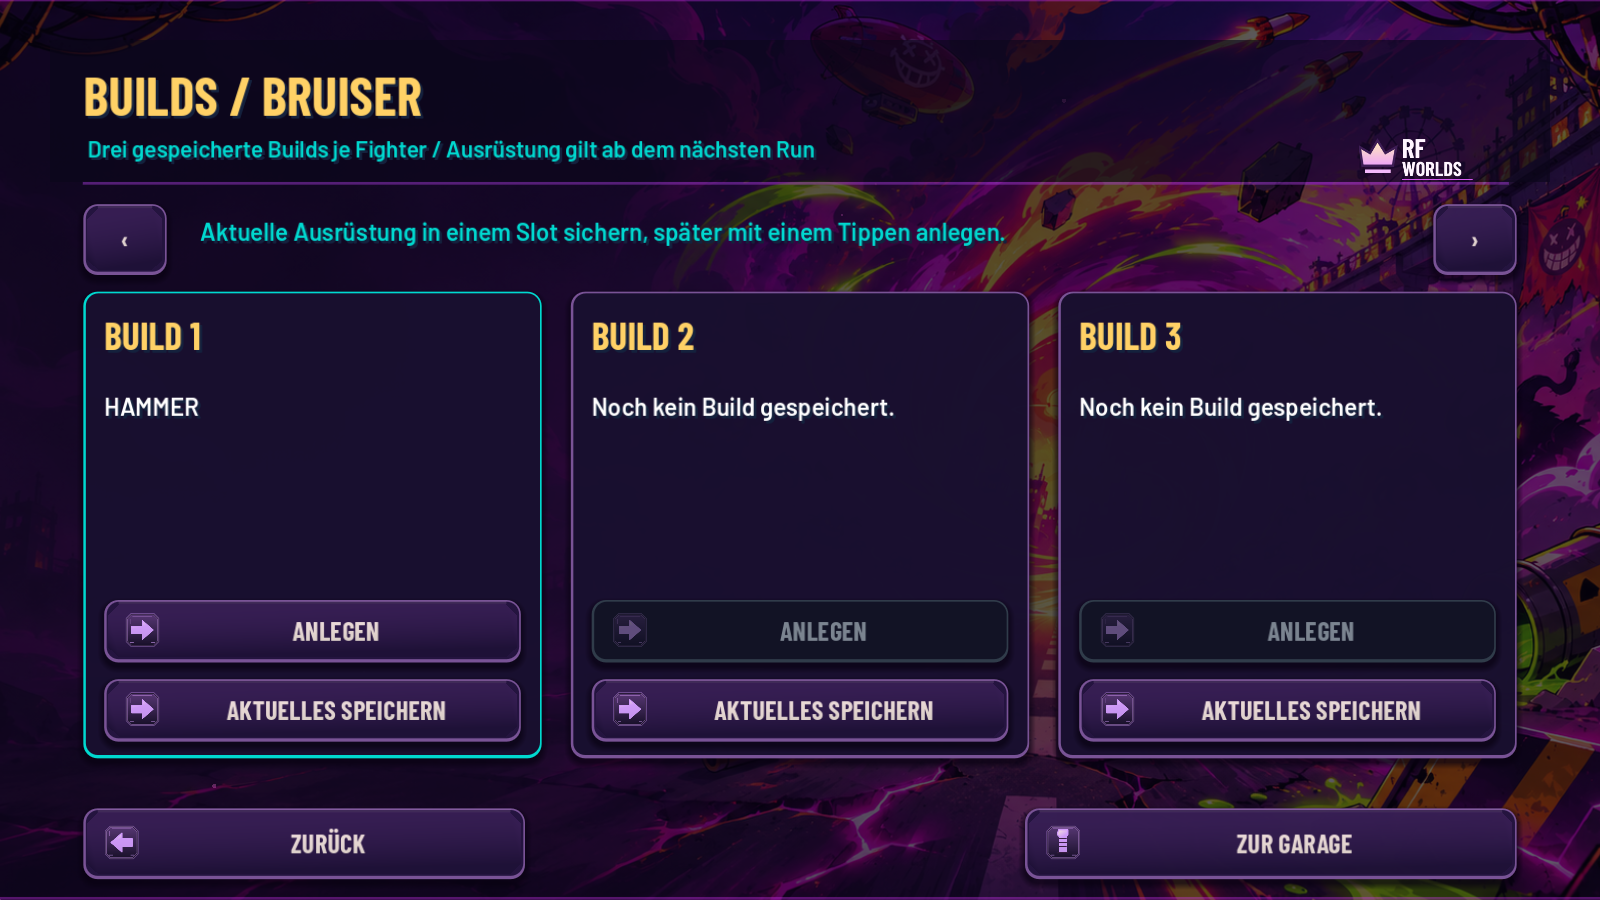 BUILDS / BRUISER
Drei gespeicherte Builds je Fighter / Ausrüstung gilt ab dem nächsten Run
RF
WORLDS
‹
Aktuelle Ausrüstung in einem Slot sichern, später mit einem Tippen anlegen.
›
BUILD 1
HAMMER
ANLEGEN
AKTUELLES SPEICHERN
BUILD 2
Noch kein Build gespeichert.
ANLEGEN
AKTUELLES SPEICHERN
BUILD 3
Noch kein Build gespeichert.
ANLEGEN
AKTUELLES SPEICHERN
ZURÜCK
ZUR GARAGE